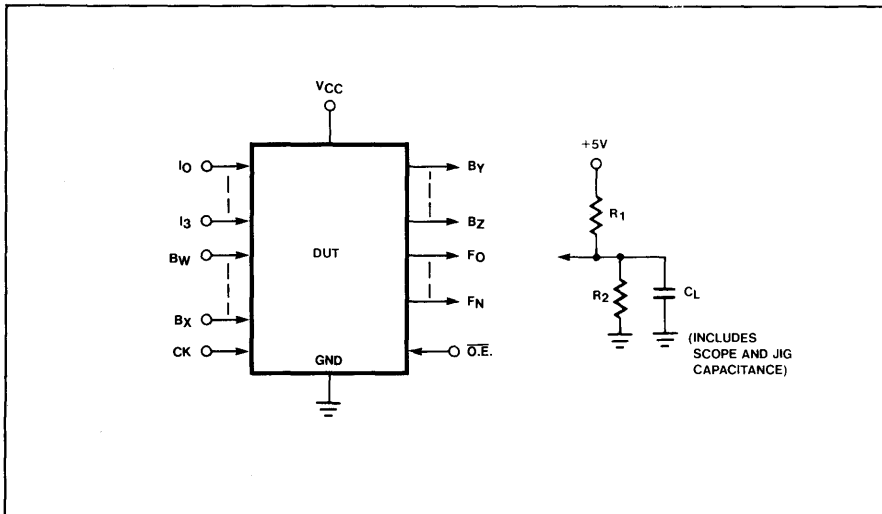 VCC
I0
I3
BW
BX
CK
DUT
GND
BY
BZ
F0
FN
O.E.
+5V
R1
R2
CL
(INCLUDES
SCOPE AND JIG
CAPACITANCE)